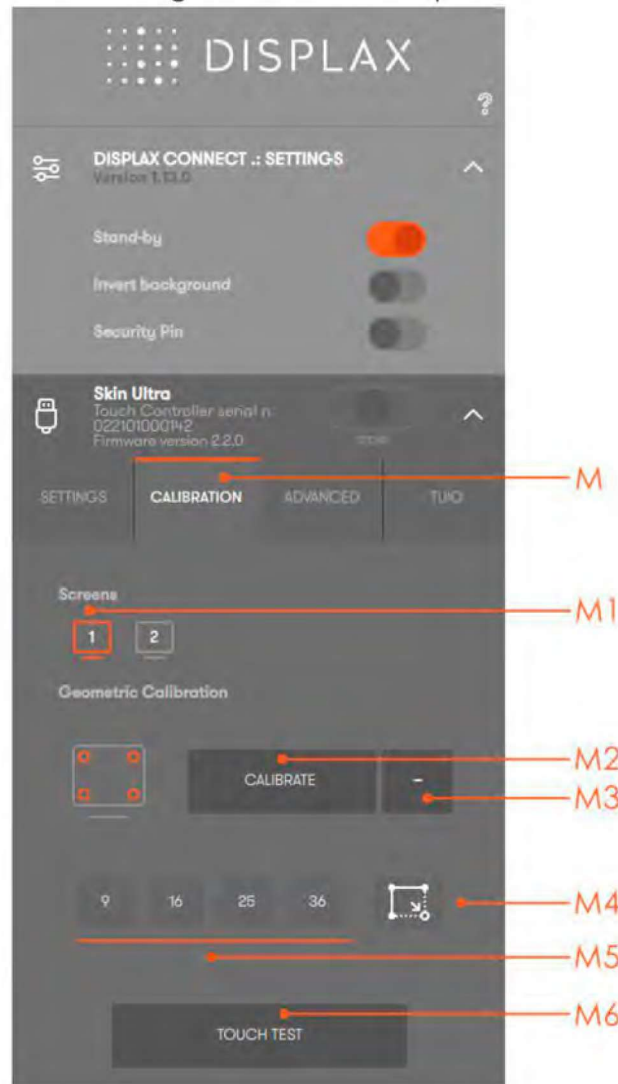 DISPLAX
?
DISPLAX CONNECT .: SETTINGS
Version 1.13.0
Stand-by
Invert background
Security Pin
Skin Ultra
Touch Controller serial n:
022101000142
Firmware version 2.2.0
SETTINGS CALIBRATION ADVANCED TUIO M
Screens
M1
1 2
Geometric Calibration
M2
CALIBRATE -
M3
9 16 25 36 M4
M5
M6
TOUCH TEST